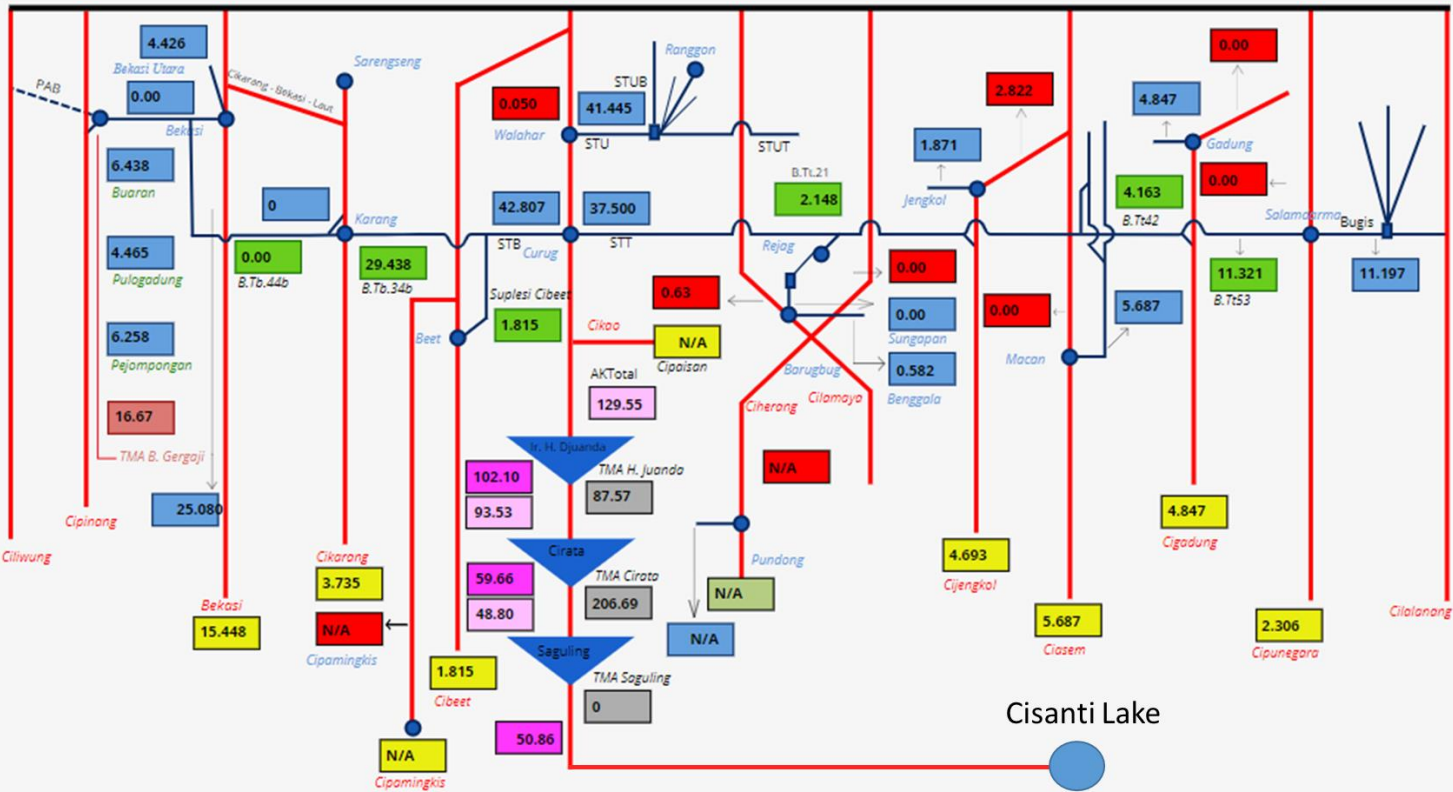 4.426
Bekasi Utara
PAB
0.00
Bekasi
Cikarang - Bekasi - Laut
Sarengseng
6.438
Buaran
4.465
Pulogadung
6.258
Pejompongan
16.67
TMA B. Gergaji
25.080
0
Karang
0.00
B.Tb.44b
29.438
B.Tb.34b
0.050
Walahar
41.445
STU
STUB
Ranggon
STUT
42.807
STB
Curug
37.500
STT
Suplesi Cibeet
1.815
Beet
Cikao
N/A
Cipaisan
AKTotal
129.55
Ir. H. Djuanda
102.10
93.53
TMA H. Juanda
87.57
Cirata
59.66
48.80
TMA Cirata
206.69
Saguling
TMA Saguling
0
50.86
B.Tt.21
2.148
Rejag
0.63
0.00
0.00
Sungapan
0.582
Benggala
Barugbug
Ciherang
Cilamaya
N/A
Pundong
N/A
N/A
2.822
1.871
Jengkol
0.00
Macan
5.687
4.163
B.Tt42
0.00
4.847
Gadung
0.00
Salamdarma
Bugis
11.321
B.Tt53
11.197
Ciliwung
Cipinang
Bekasi
15.448
Cikarang
3.735
N/A
Cipamingkis
N/A
Cipamingkis
1.815
Cibeet
4.693
Cijengkol
5.687
Ciasem
4.847
Cigadung
2.306
Cipunegara
Cilalanang
Cisanti Lake